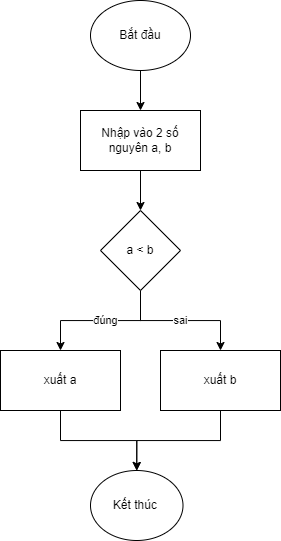 Bắt đầu
Nhập vào 2 số
nguyên a, b
a < b
đúng
sai
xuất a
xuất b
Kết thúc